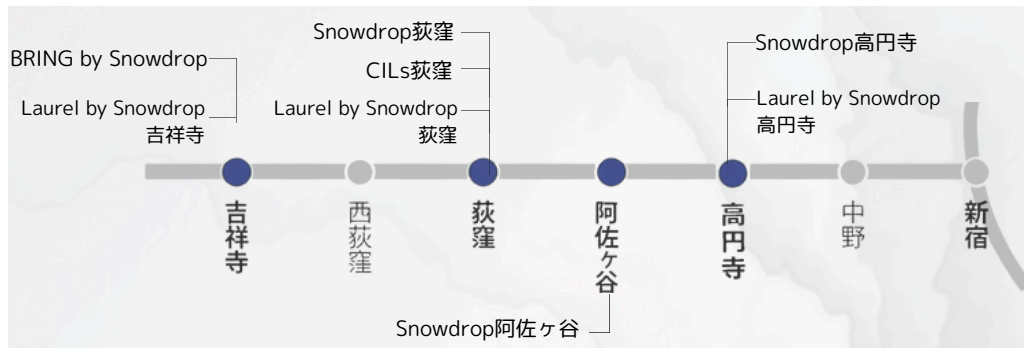 BRING by Snowdrop
Laurel by Snowdrop
吉祥寺
Snowdrop荻窪
CILs荻窪
Laurel by Snowdrop
荻窪
Snowdrop高円寺
Laurel by Snowdrop
高円寺
吉祥寺
西荻窪
荻窪
阿佐ヶ谷
高円寺
中野
新宿
Snowdrop阿佐ヶ谷